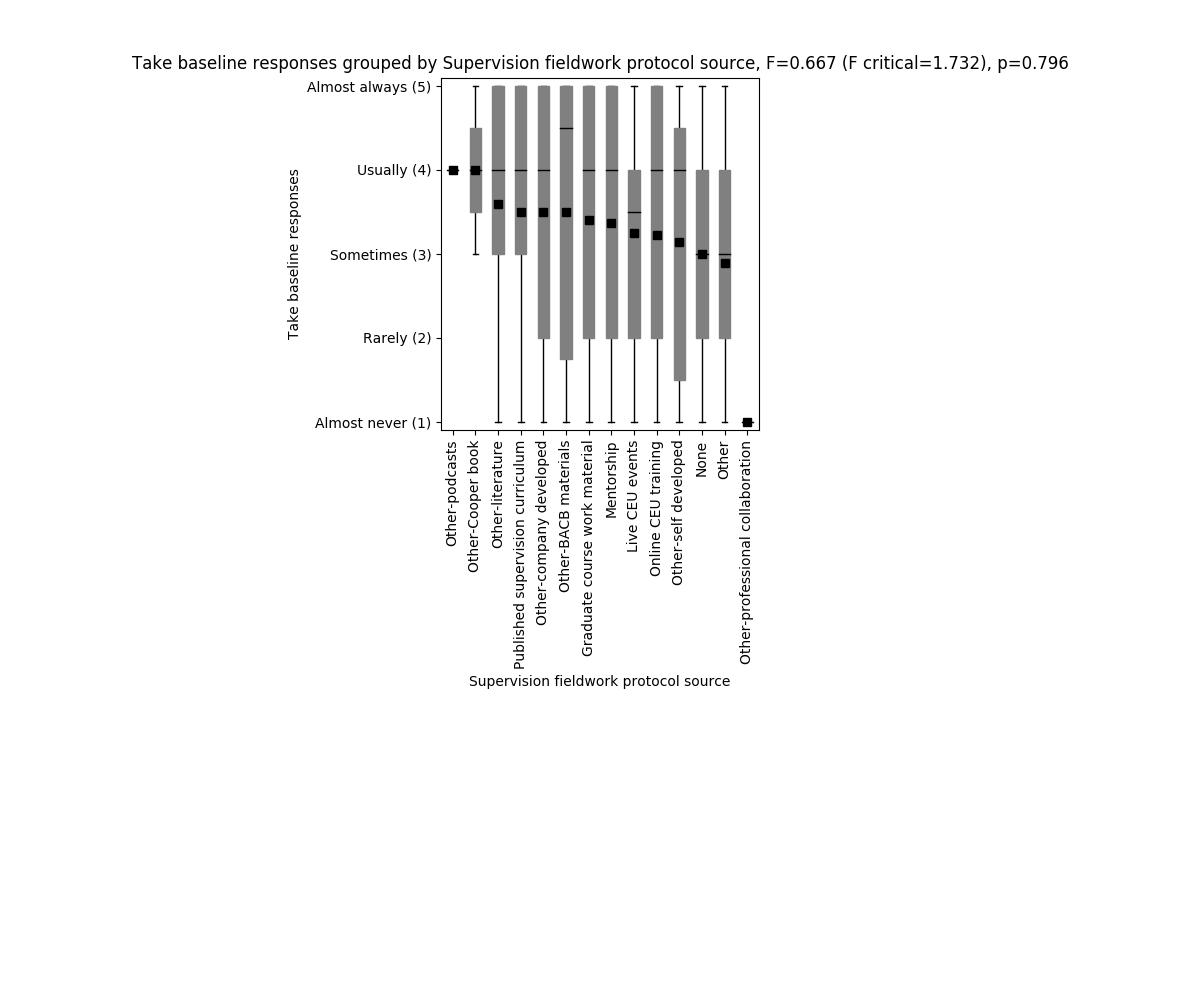 Take baseline responses grouped by Supervision fieldwork protocol source, F=0.667 (F critical=1.732), p=0.796
Almost always (5)
Usually (4)
Sometimes (3)
Rarely (2)
Almost never (1)
Take baseline responses
Other-podcasts
Other-Cooper book
Other-literature
Published supervision curriculum
Other-company developed
Other-BACB materials
Graduate course work material
Mentorship
Live CEU events
Online CEU training
Other-self developed
None
Other
Other-professional collaboration
Supervision fieldwork protocol source